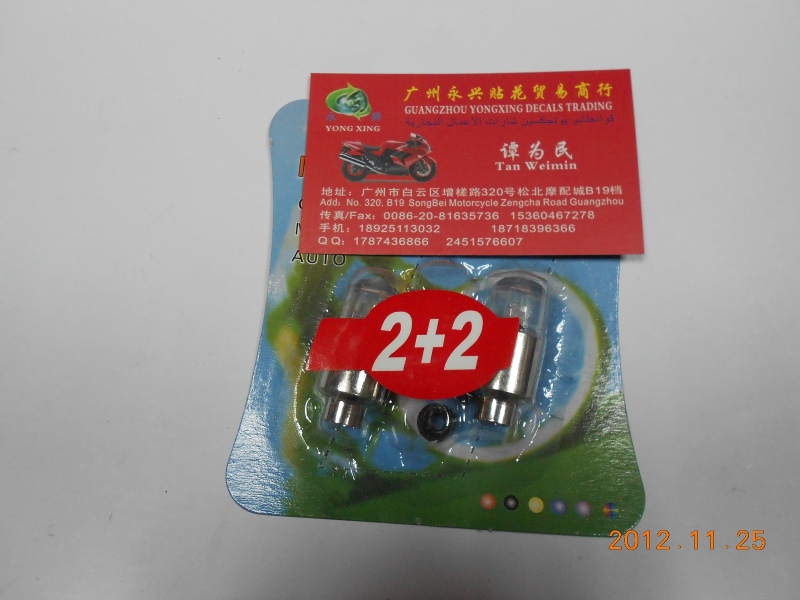 广州永兴贴花贸易商行
GUANGZHOU YONGXING DECALS TRADING
YONG XING
谭为民
Tan Weimin
地址：广州市白云区增槎路320号松北摩配城B19档
Add: No. 320, B19 SongBei Motorcycle Zengcha Road Guangzhou
传真/Fax: 0086-20-81635736 15360467278
手机：18925113032 18718396366
QQ: 1787436866 2451576607
AUTO
2+2
2012.11.25